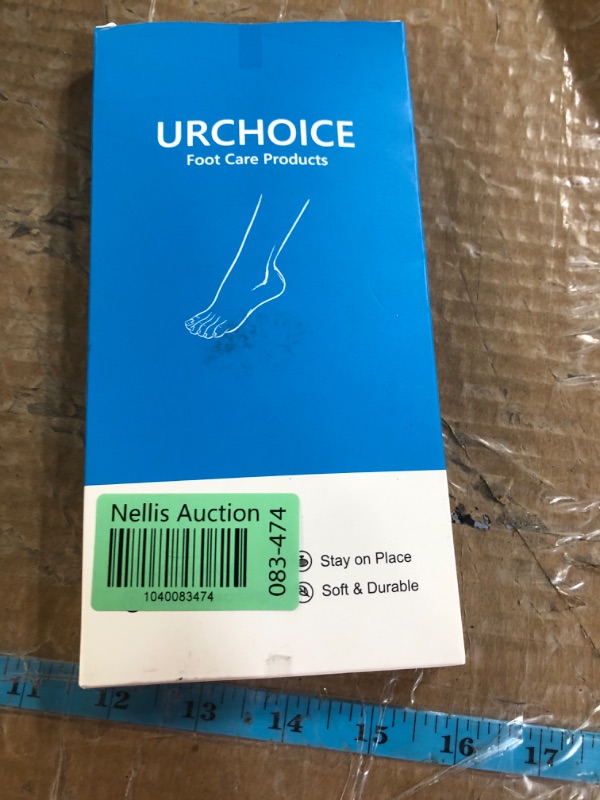 URCHOICE
Foot Care Products
Nellis Auction
1040083474
083-474
Stay on Place
Soft & Durable
11 12 13 14 15 16 17